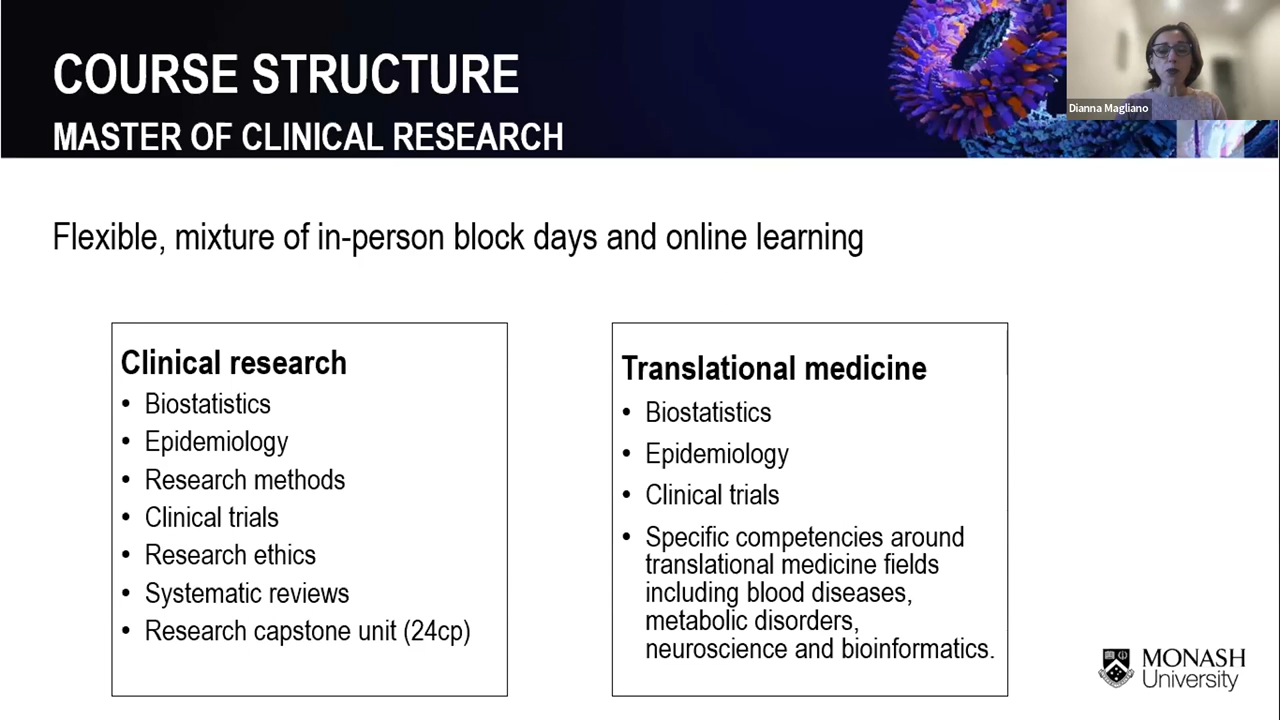 COURSE STRUCTURE
MASTER OF CLINICAL RESEARCH
Dianna Magliano
Flexible, mixture of in-person block days and online learning
Clinical research
• Biostatistics
• Epidemiology
• Research methods
• Clinical trials
• Research ethics
• Systematic reviews
• Research capstone unit (24cp)
Translational medicine
• Biostatistics
• Epidemiology
• Clinical trials
• Specific competencies around
translational medicine fields
including blood diseases,
metabolic disorders,
neuroscience and bioinformatics.
MONASH
University